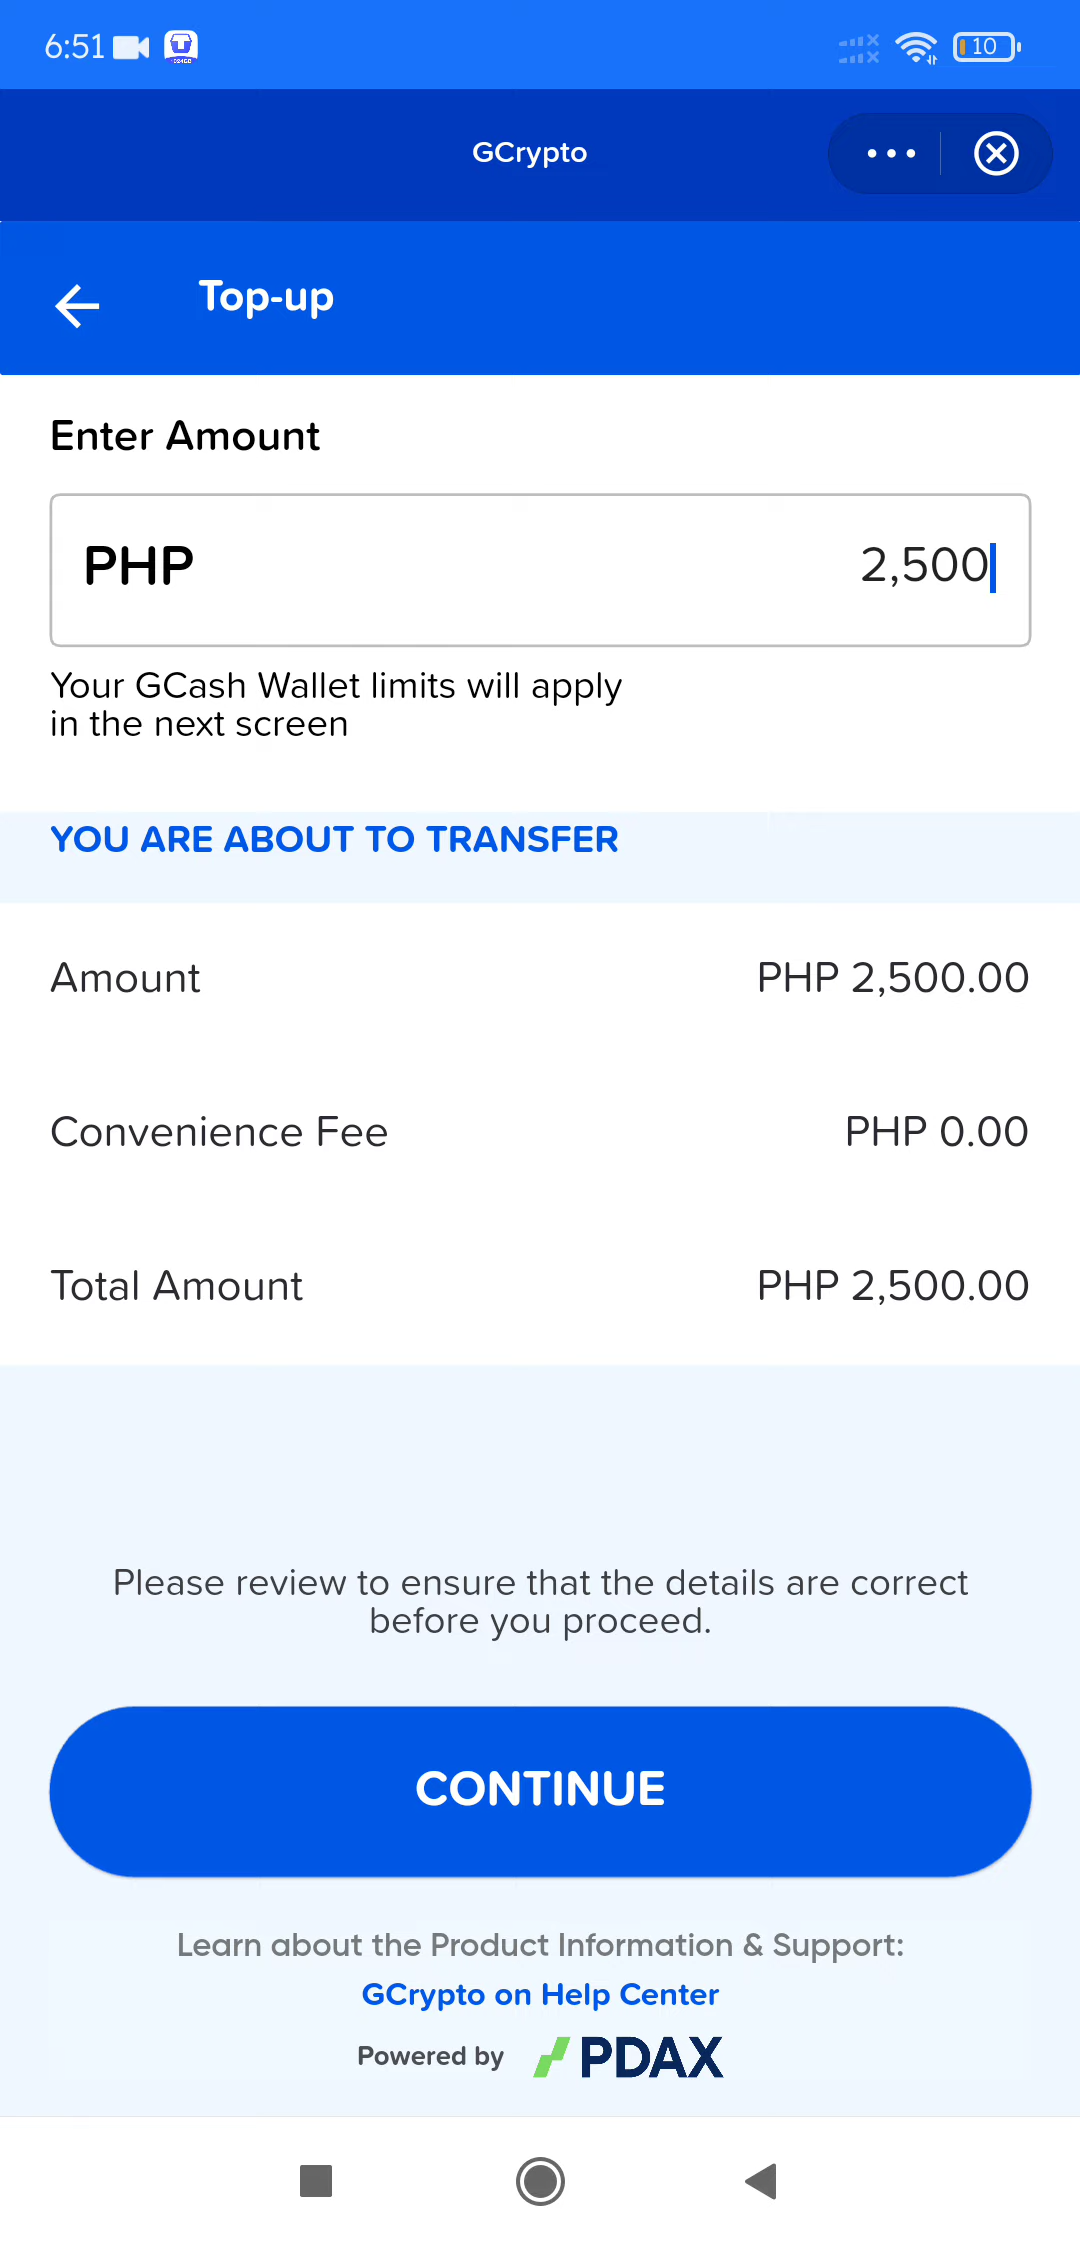 6:51
10
GCrypto
Top-up
Enter Amount
PHP 2,500
Your GCash Wallet limits will apply
in the next screen
YOU ARE ABOUT TO TRANSFER
Amount PHP 2,500.00
Convenience Fee PHP 0.00
Total Amount PHP 2,500.00
Please review to ensure that the details are correct
before you proceed.
CONTINUE
Learn about the Product Information & Support:
GCrypto on Help Center
Powered by PDAX